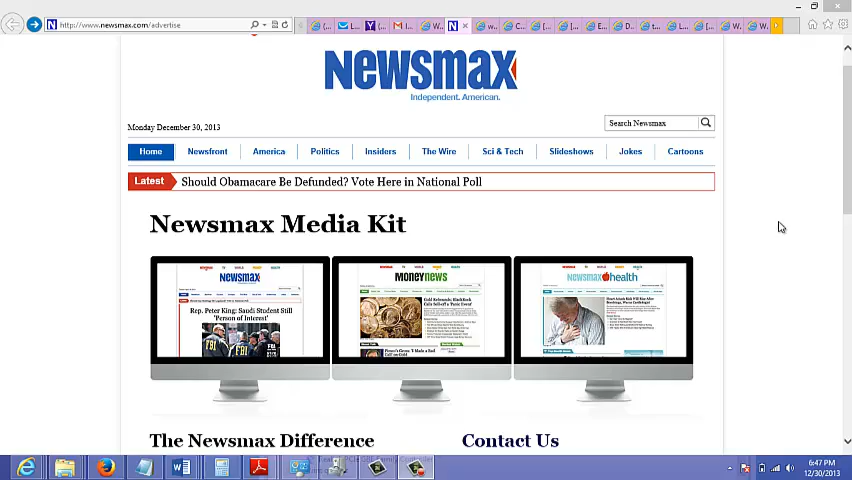 http://www.newsmax.com/advertise
Newsmax
Independent. American.
Monday December 30, 2013
Search Newsmax
Home Newsfront America Politics Insiders The Wire Sci & Tech Slideshows Jokes Cartoons
Latest Should Obamacare Be Defunded? Vote Here in National Poll
Newsmax Media Kit
Newsmax
MONEYNEWS
newsmaxhealth
Rep. Peter King: Saudi Student Still
'Person of Interest'
FBI
FBI
The Newsmax Difference
Contact Us
6:47 PM
12/30/2013